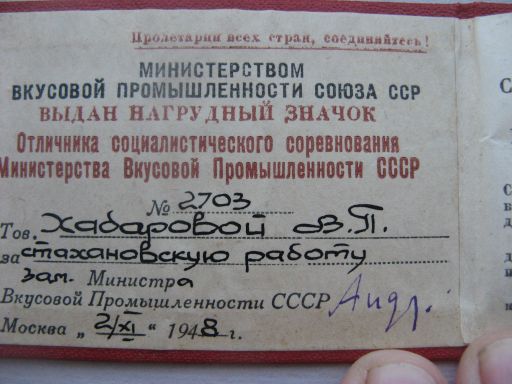 Пролетарии всех стран, соединяйтесь!
МИНИСТЕРСТВОМ
ВКУСОВОЙ ПРОМЫШЛЕННОСТИ СОЮЗА ССР
ВЫДАН НАГРУДНЫЙ ЗНАЧОК
Отличника социалистического соревнования
Министерства Вкусовой Промышленности СССР
№ 2703
Тов. Хабаровой В.П.
за стахановскую работу
Зам. Министра
Вкусовой Промышленности СССР
Москва „2/XI“ 1948 г.